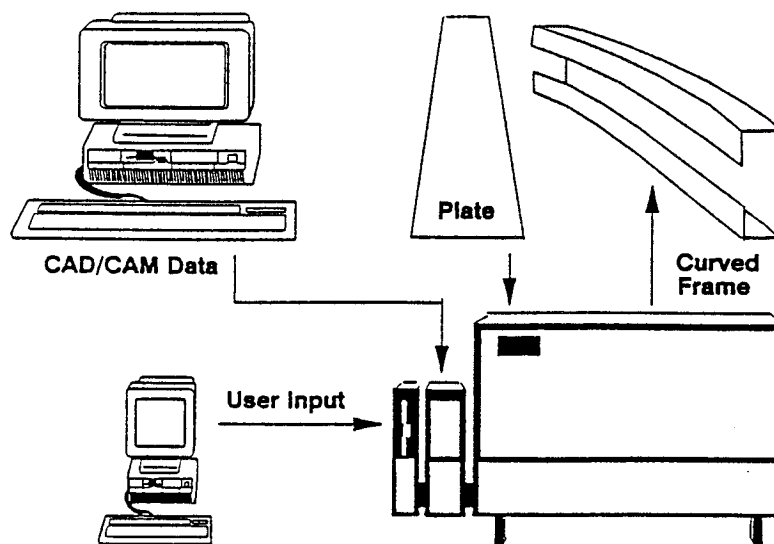 Plate
CAD/CAM Data
Curved
Frame
User Input